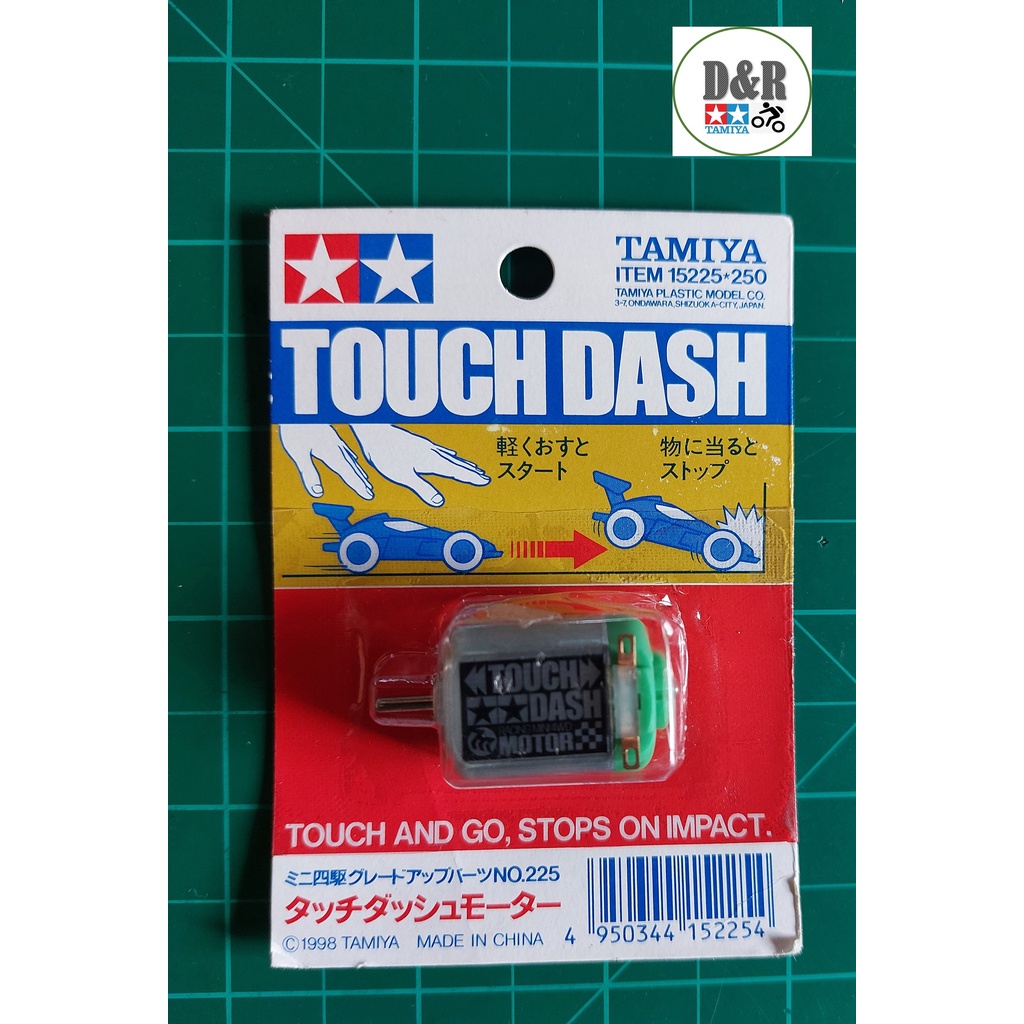 D&R
TAMIYA
TAMIYA
ITEM 15225*250
TAMIYA PLASTIC MODEL CO.
3-7, ONDAWARA, SHIZUOKA-CITY, JAPAN.
TOUCH DASH
軽くおすと
スタート
物に当ると
ストップ
TOUCH
DASH
MOTOR
TOUCH AND GO, STOPS ON IMPACT.
ミニ四駆グレードアップパーツNO.225
タッチダッシュモーター
©1998 TAMIYA MADE IN CHINA
4 950344 152254